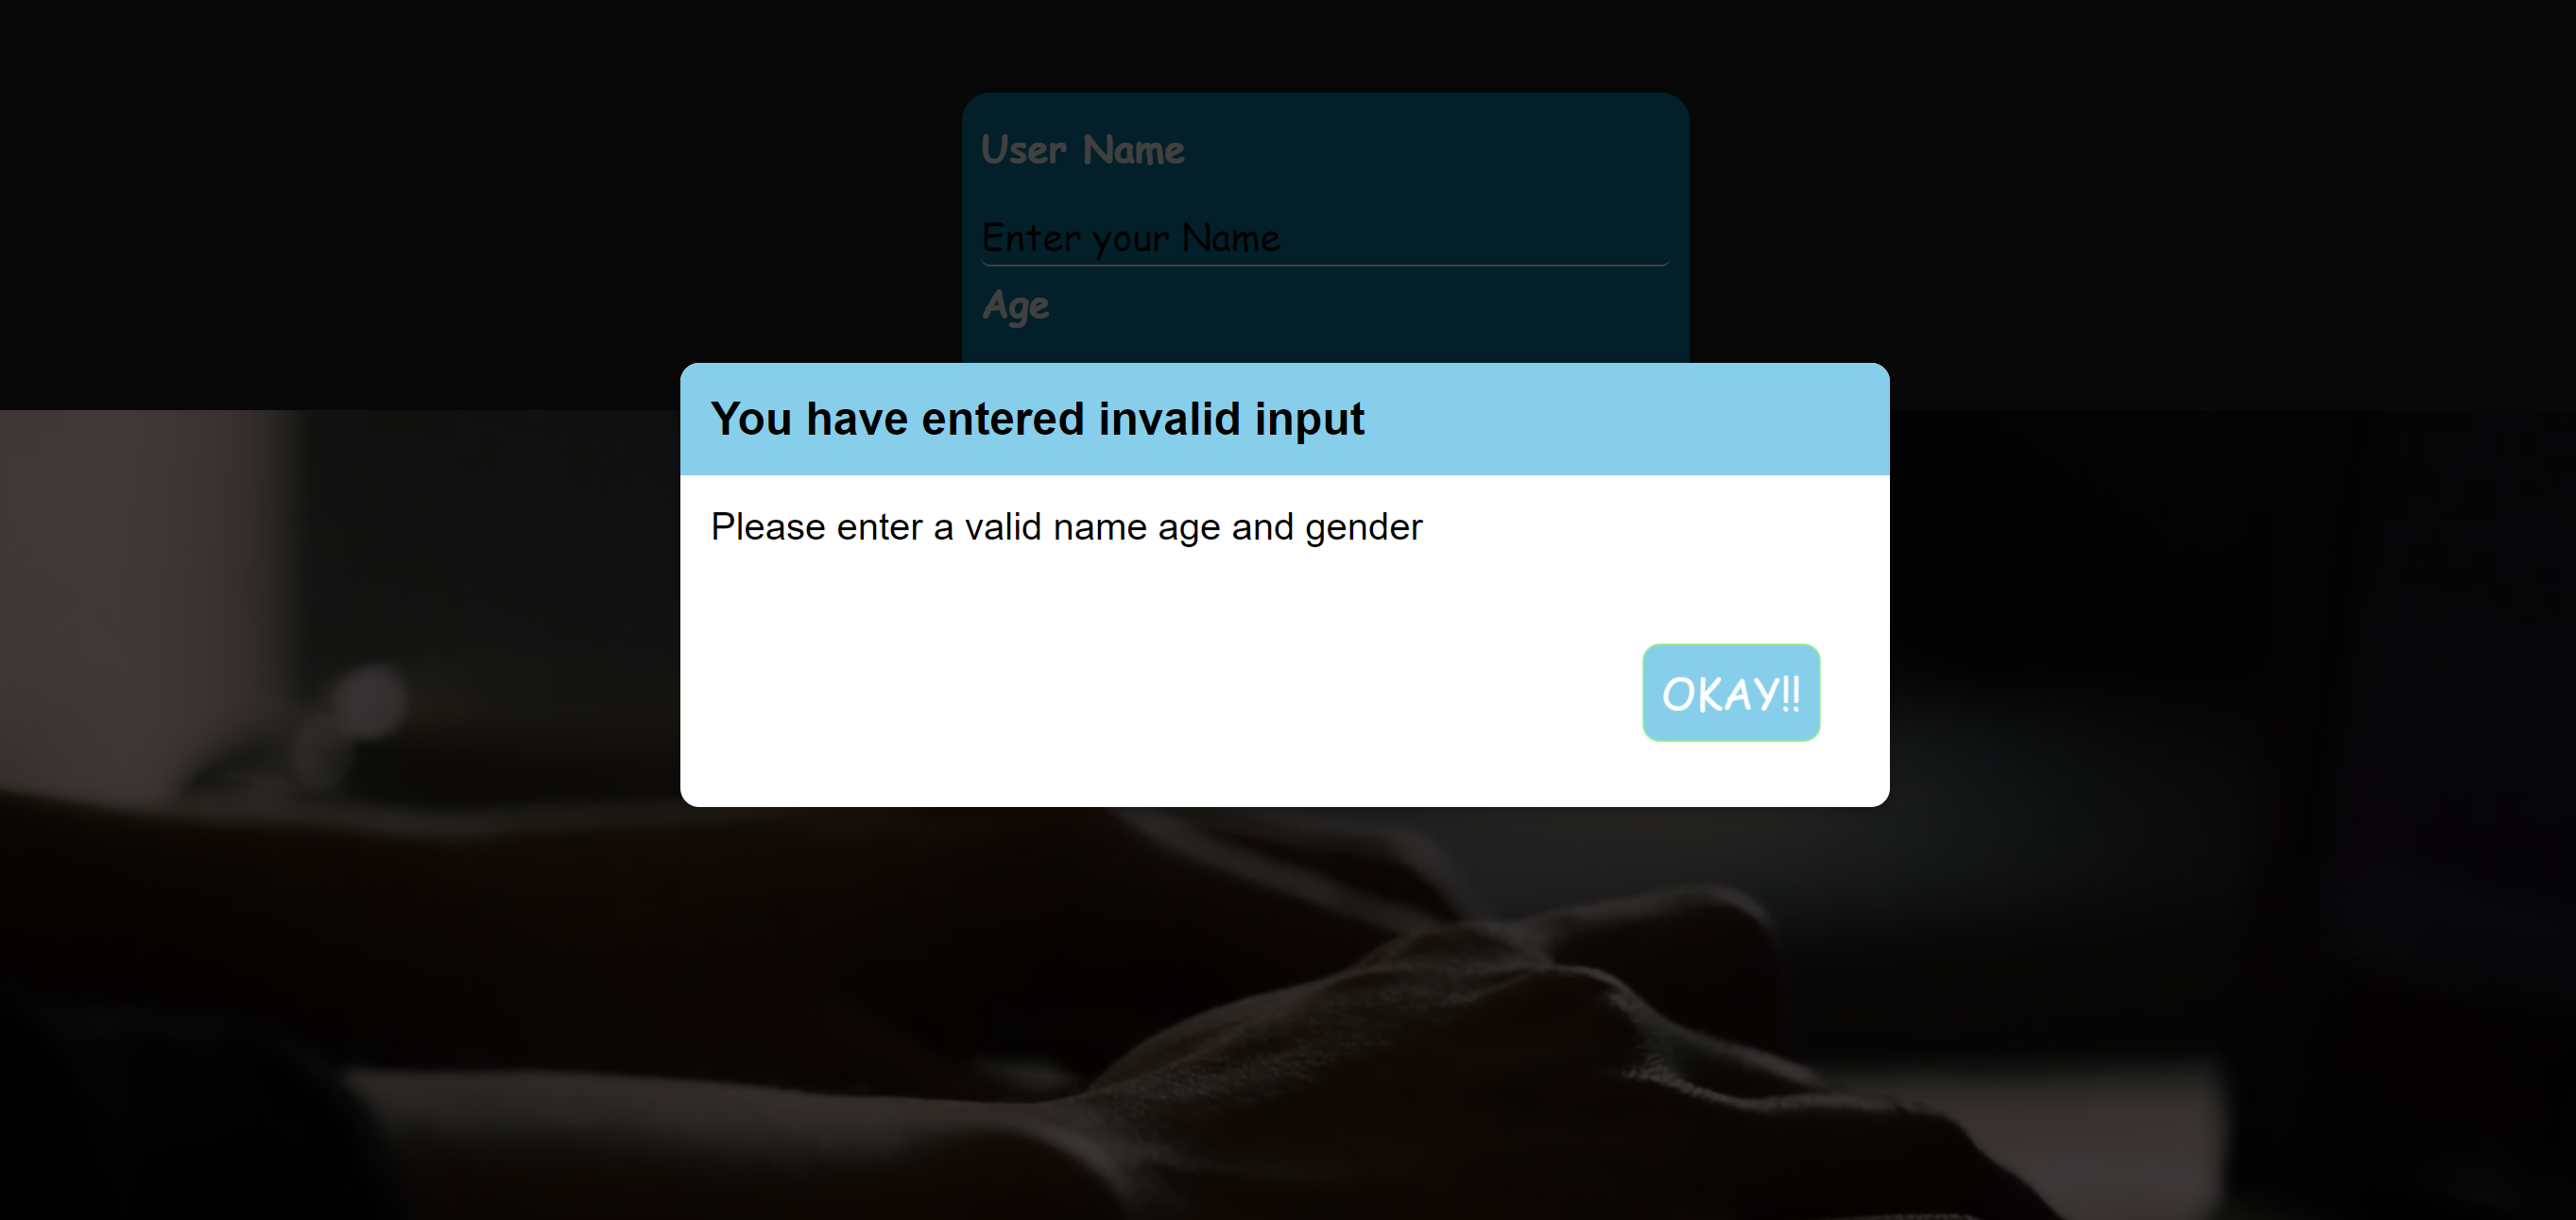 User Name
Enter your Name
Age
You have entered invalid input
Please enter a valid name age and gender
OKAY!!